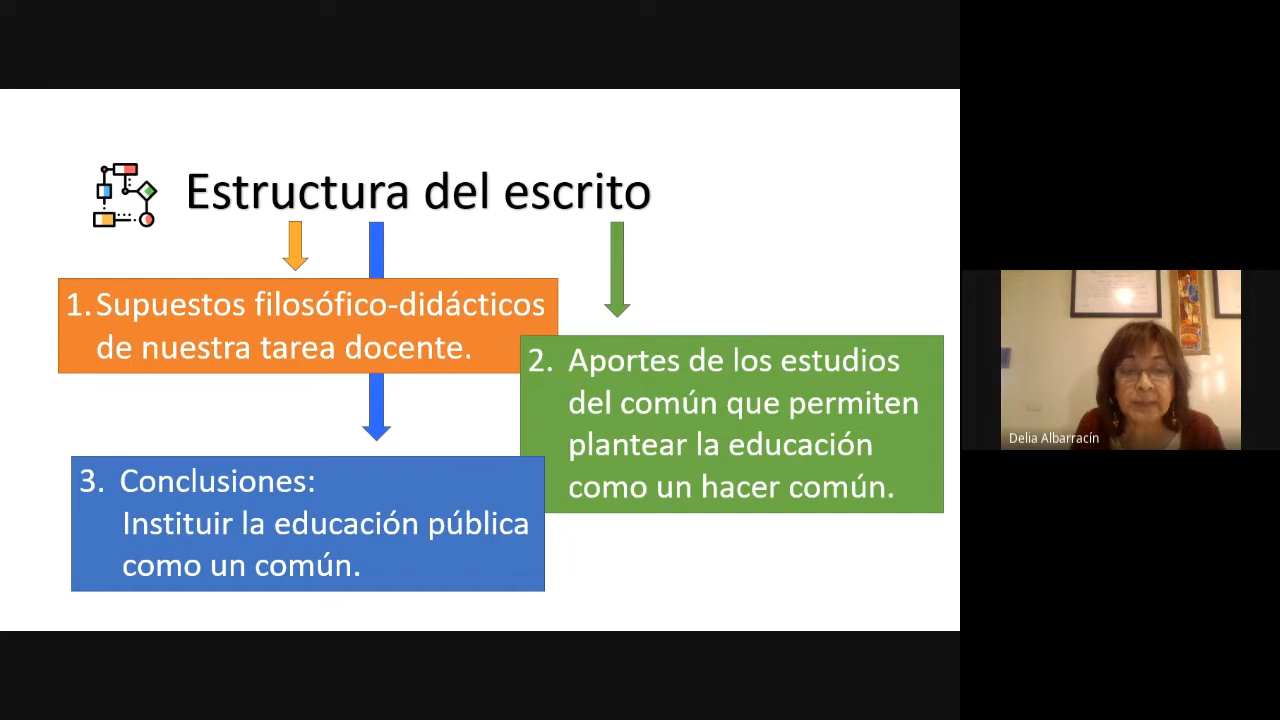 Estructura del escrito
1. Supuestos filosófico-didácticos
de nuestra tarea docente.
2. Aportes de los estudios
del común que permiten
plantear la educación
como un hacer común.
3. Conclusiones:
Instituir la educación pública
como un común.
Delia Albarracín